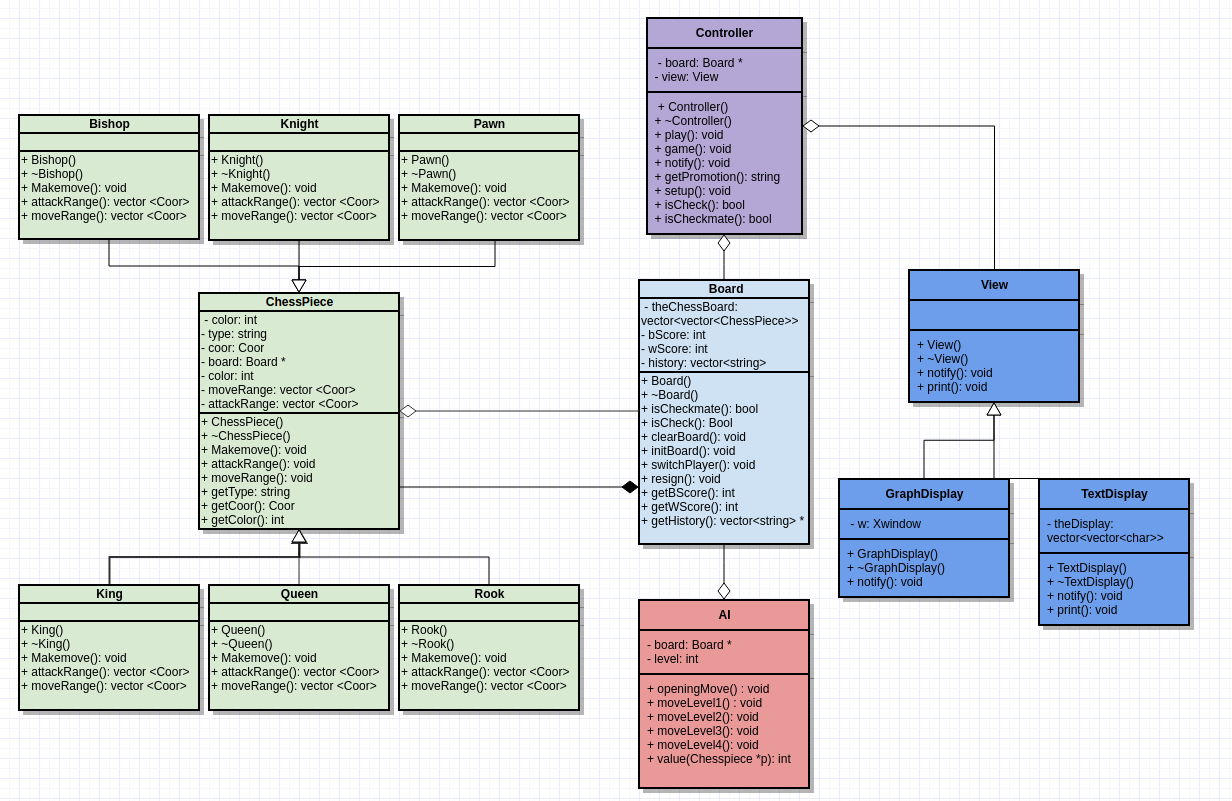 Controller
- board: Board *
- view: View
+ Controller()
+ ~Controller()
+ play(): void
+ game(): void
+ notify(): void
+ getPromotion(): string
+ setup(): void
+ isCheck(): bool
+ isCheckmate(): bool
Bishop
+ Bishop()
+ ~Bishop()
+ Makemove(): void
+ attackRange(): vector <Coor>
+ moveRange(): vector <Coor>
Knight
+ Knight()
+ ~Knight()
+ Makemove(): void
+ attackRange(): vector <Coor>
+ moveRange(): vector <Coor>
Pawn
+ Pawn()
+ ~Pawn()
+ Makemove(): void
+ attackRange(): vector <Coor>
+ moveRange(): vector <Coor>
ChessPiece
- color: int
- type: string
- coor: Coor
- board: Board *
- color: int
- moveRange: vector <Coor>
- attackRange: vector <Coor>
+ ChessPiece()
+ ~ChessPiece()
+ Makemove(): void
+ attackRange(): void
+ moveRange(): void
+ getType: string
+ getCoor(): Coor
+ getColor(): int
Board
- theChessBoard:
vector<vector<ChessPiece>>
- bScore: int
- wScore: int
- history: vector<string>
+ Board()
+ ~Board()
+ isCheckmate(): bool
+ isCheck(): Bool
+ clearBoard(): void
+ initBoard(): void
+ switchPlayer(): void
+ resign(): void
+ getBScore(): int
+ getWScore(): int
+ getHistory(): vector<string> *
View
+ View()
+ ~View()
+ notify(): void
+ print(): void
GraphDisplay
- w: Xwindow
+ GraphDisplay()
+ ~GraphDisplay()
+ notify(): void
TextDisplay
- theDisplay:
vector<vector<char>>
+ TextDisplay()
+ ~TextDisplay()
+ notify(): void
+ print(): void
King
+ King()
+ ~King()
+ Makemove(): void
+ attackRange(): vector <Coor>
+ moveRange(): vector <Coor>
Queen
+ Queen()
+ ~Queen()
+ Makemove(): void
+ attackRange(): vector <Coor>
+ moveRange(): vector <Coor>
Rook
+ Rook()
+ ~Rook()
+ Makemove(): void
+ attackRange(): vector <Coor>
+ moveRange(): vector <Coor>
AI
- board: Board *
- level: int
+ openingMove() : void
+ moveLevel1() : void
+ moveLevel2(): void
+ moveLevel3(): void
+ moveLevel4(): void
+ value(Chesspiece *p): int